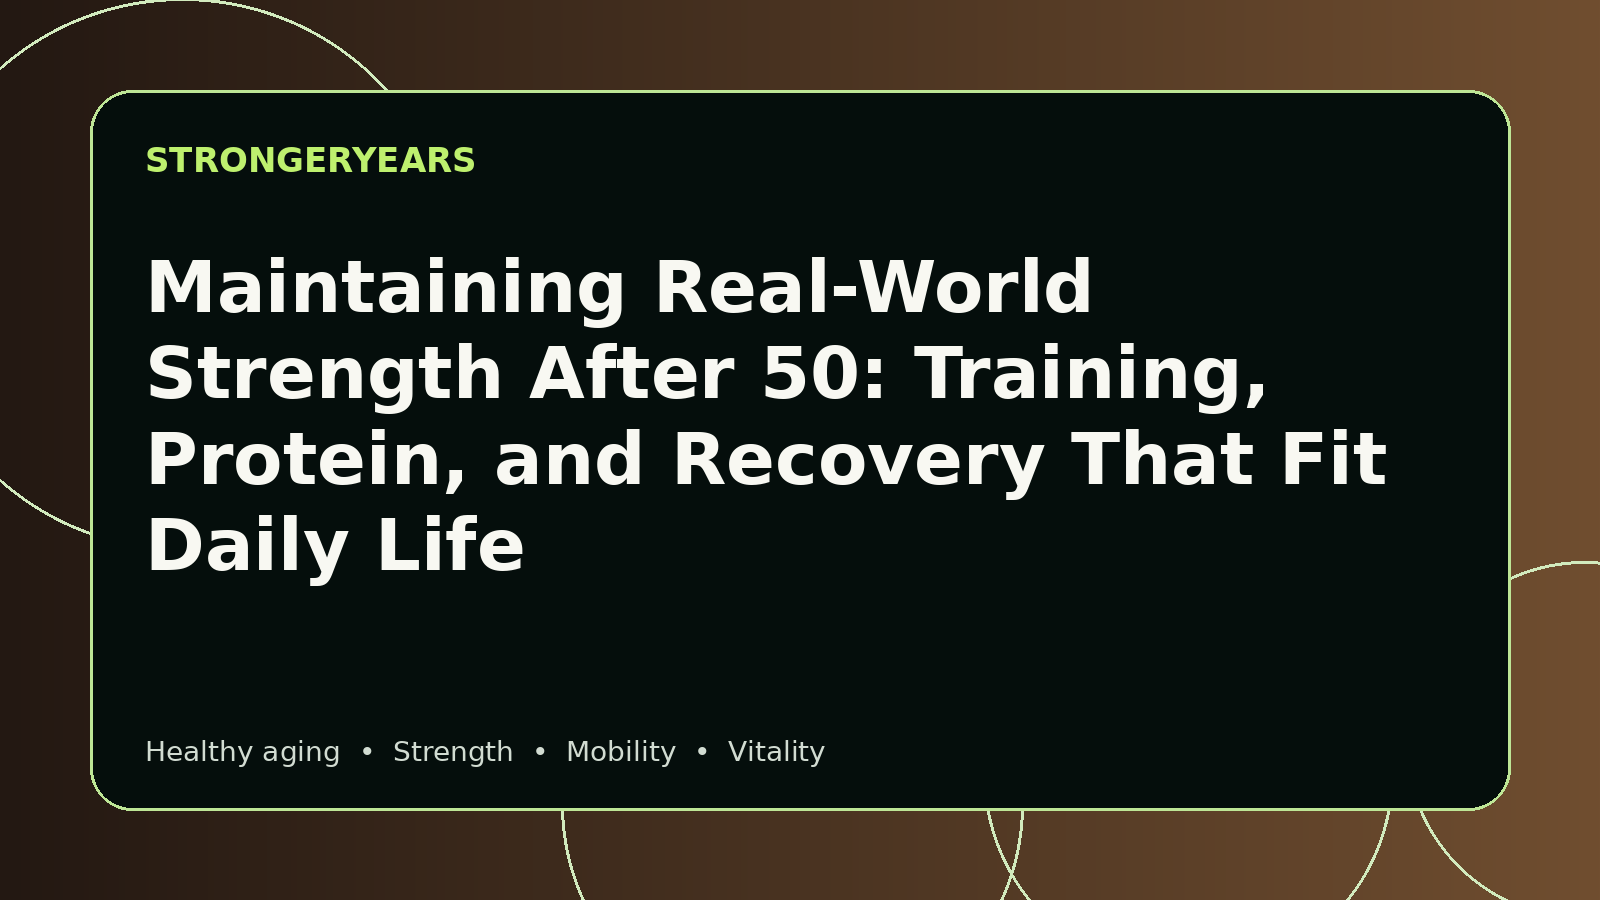 STRONGERYEARS
Maintaining Real-World
Strength After 50: Training,
Protein, and Recovery That Fit
Daily Life
Healthy aging • Strength • Mobility • Vitality